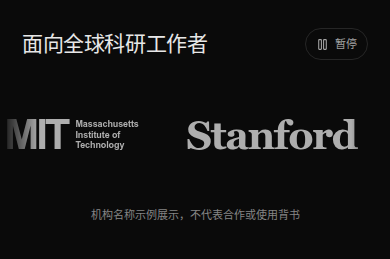 面向全球科研工作者
暂停
MIT
Massachusetts
Institute of
Technology
Stanford
机构名称示例展示，不代表合作或使用背书